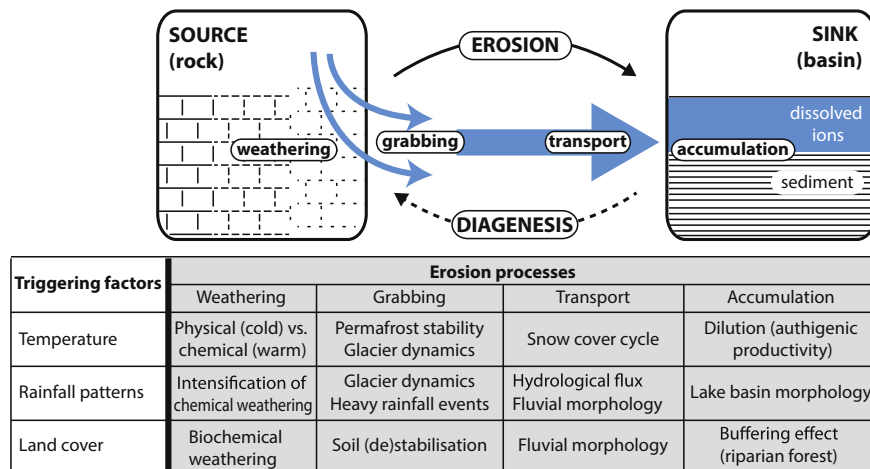 SOURCE
(rock)
EROSION
SINK
(basin)
dissolved
ions
weathering
grabbing
transport
accumulation
sediment
DIAGENESIS
Triggering factors
Erosion processes
Weathering
Grabbing
Transport
Accumulation
Temperature
Physical (cold) vs.
chemical (warm)
Permafrost stability
Glacier dynamics
Snow cover cycle
Dilution (authigenic
productivity)
Rainfall patterns
Intensification of
chemical weathering
Glacier dynamics
Heavy rainfall events
Hydrological flux
Fluvial morphology
Lake basin morphology
Land cover
Biochemical
weathering
Soil (de)stabilisation
Fluvial morphology
Buffering effect
(riparian forest)